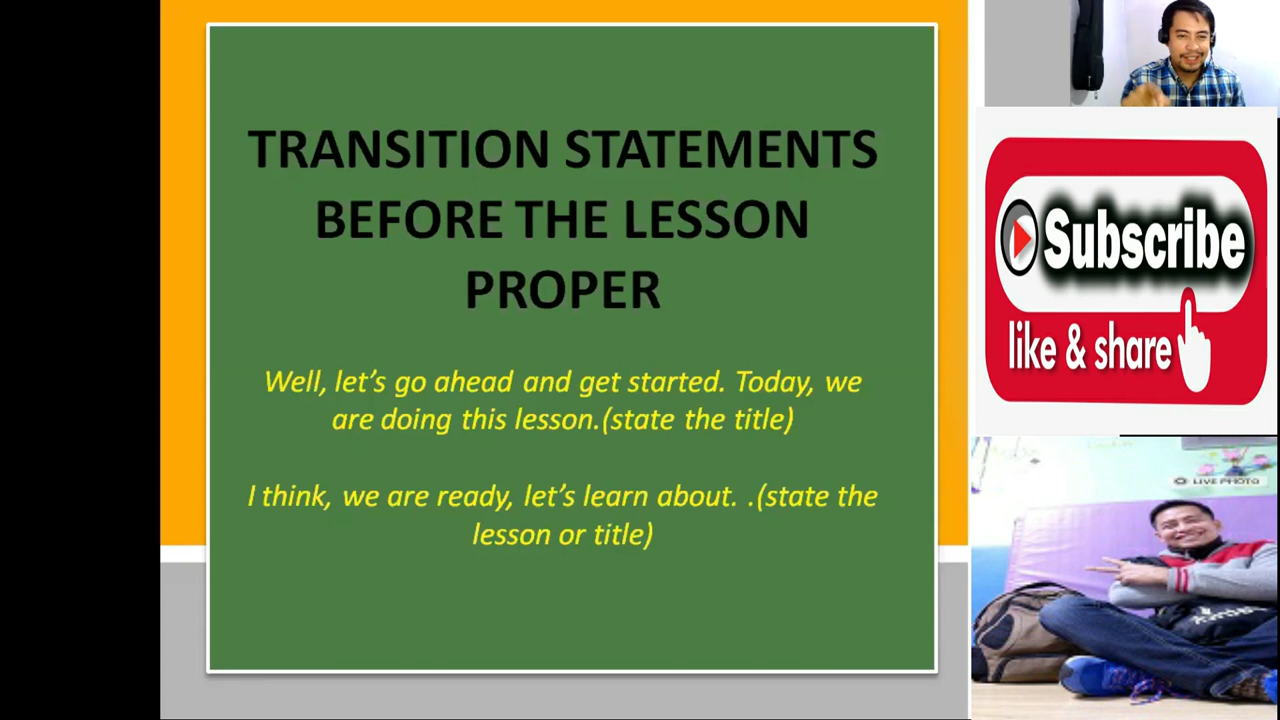 TRANSITION STATEMENTS
BEFORE THE LESSON
PROPER
Well, let's go ahead and get started. Today, we
are doing this lesson.(state the title)
I think, we are ready, let's learn about. .(state the
lesson or title)
Subscribe
like & share
LIVE PHOTO